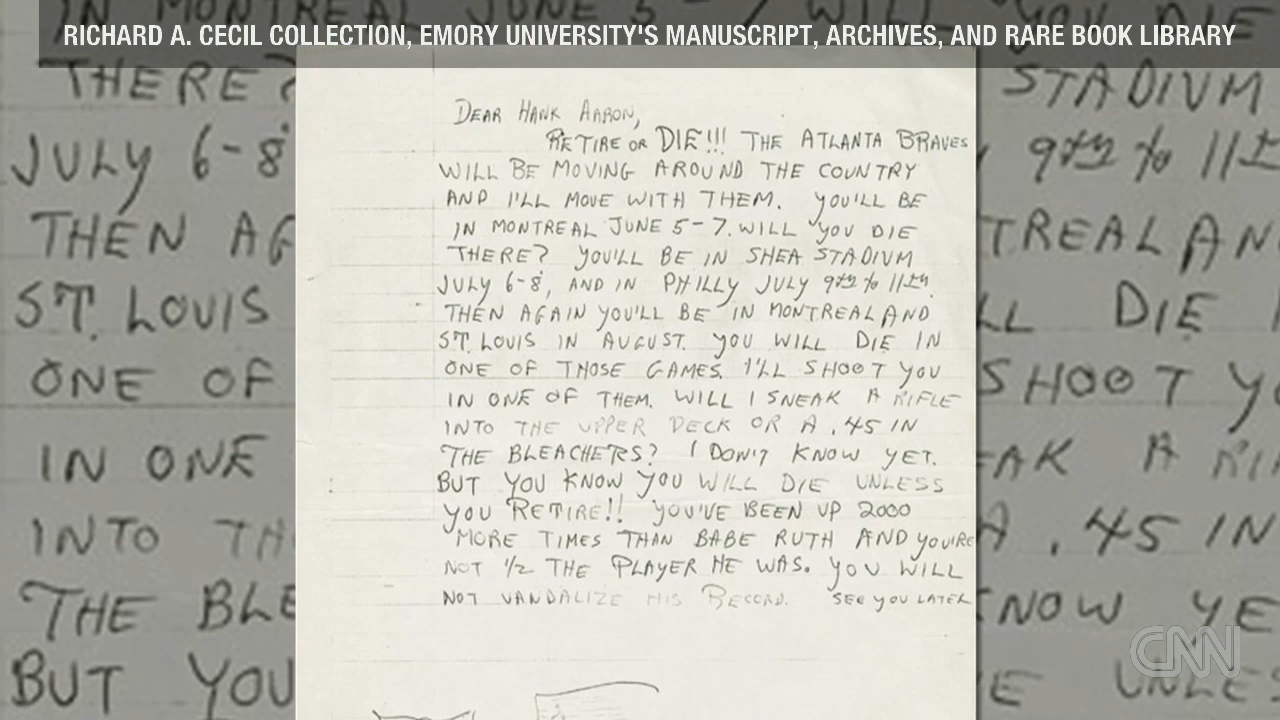 RICHARD A. CECIL COLLECTION, EMORY UNIVERSITY'S MANUSCRIPT, ARCHIVES, AND RARE BOOK LIBRARY
DEAR HANK AARON,
RETIRE OR DIE!!! THE ATLANTA BRAVES
WILL BE MOVING AROUND THE COUNTRY
AND I'LL MOVE WITH THEM. YOU'LL BE
IN MONTREAL JUNE 5-7. WILL YOU DIE
THERE? YOU'LL BE IN SHEA STADIUM
JULY 6-8, AND IN PHILLY JULY 9th to 11th.
THEN AGAIN YOU'LL BE IN MONTREAL AND
ST. LOUIS IN AUGUST. YOU WILL DIE IN
ONE OF THOSE GAMES. I'LL SHOOT YOU
IN ONE OF THEM. WILL I SNEAK A RIFLE
INTO THE UPPER DECK OR A .45 IN
THE BLEACHERS? I DON'T KNOW YET.
BUT YOU KNOW YOU WILL DIE UNLESS
YOU RETIRE!! YOU'VE BEEN UP 2000
MORE TIMES THAN BABE RUTH AND YOU'RE
NOT 1/2 THE PLAYER HE WAS. YOU WILL
NOT VANDALIZE HIS RECORD. SEE YOU LATER
CNN